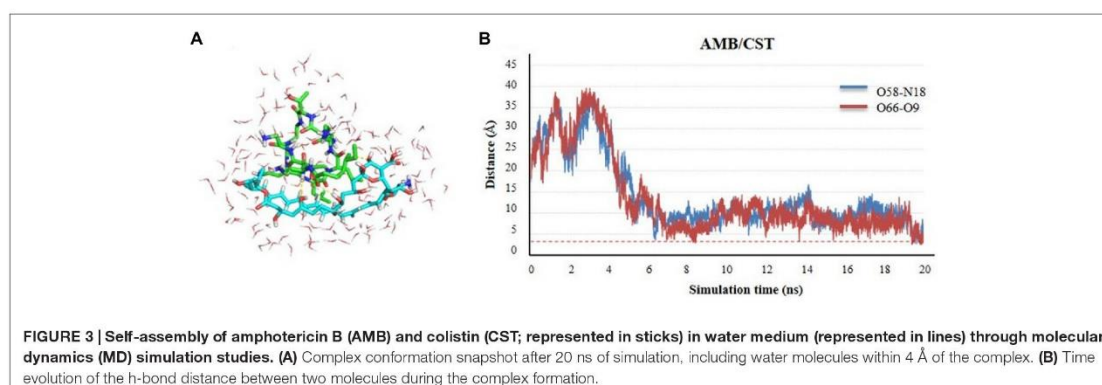 A
B
AMB/CST
45
40
35
30
25
20
15
10
5
0
Distance (Å)
O58-N18
O66-O9
0 2 4 6 8 10 12 14 16 18 20
Simulation time (ns)
FIGURE 3 | Self-assembly of amphotericin B (AMB) and colistin (CST; represented in sticks) in water medium (represented in lines) through molecular
dynamics (MD) simulation studies. (A) Complex conformation snapshot after 20 ns of simulation, including water molecules within 4 Å of the complex. (B) Time
evolution of the h-bond distance between two molecules during the complex formation.